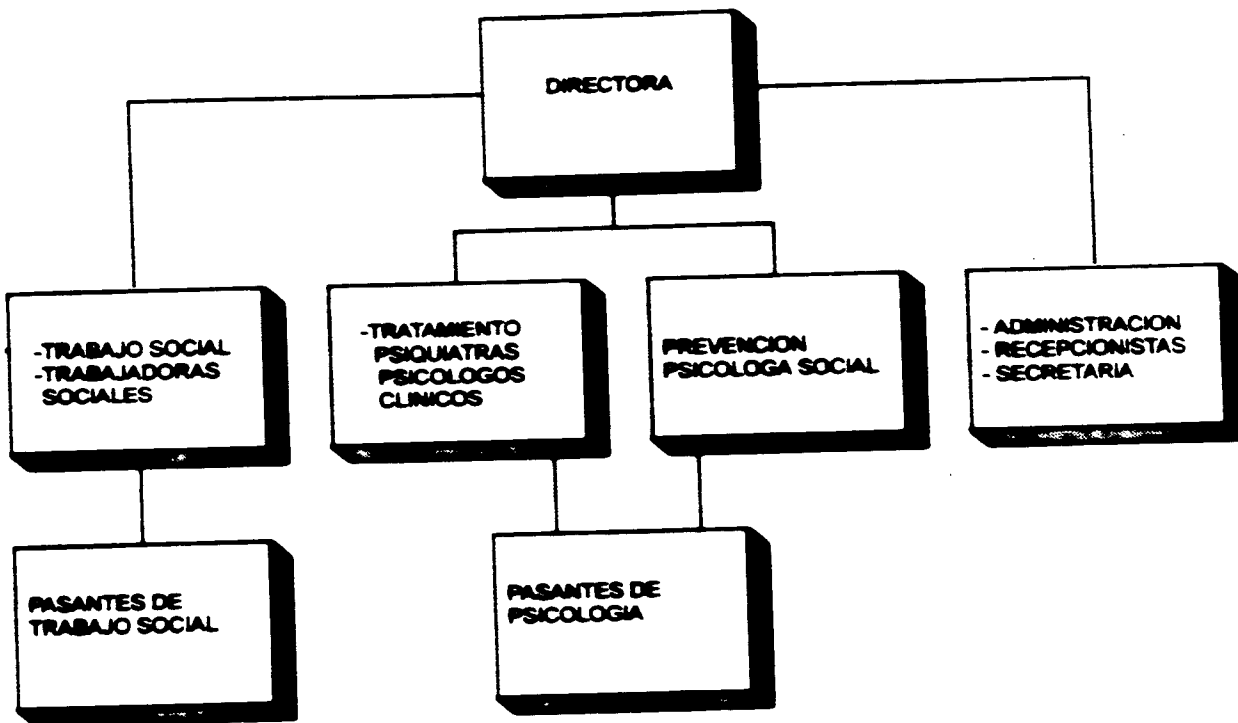 DIRECTORA
-TRABAJO SOCIAL
-TRABAJADORAS
SOCIALES
-TRATAMIENTO
PSIQUIATRAS
PSICOLOGOS
CLINICOS
PREVENCION
PSICOLOGA SOCIAL
- ADMINISTRACION
- RECEPCIONISTAS
- SECRETARIA
PASANTES DE
TRABAJO SOCIAL
PASANTES DE
PSICOLOGIA